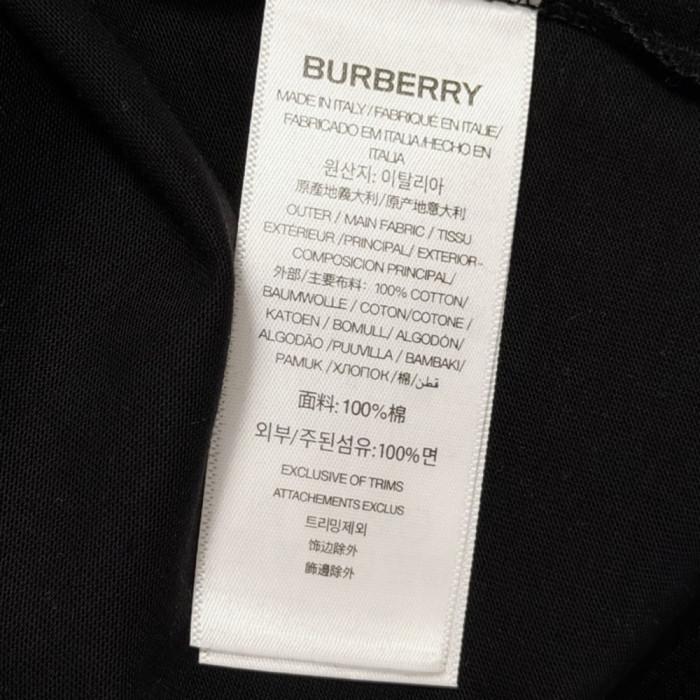 BURBERRY
MADE IN ITALY/FABRIQUÉ EN ITALIE/
FABRICADO EM ITALIA/HECHO EN
ITALIA
원산지: 이탈리아
原產地義大利/原产地意大利
OUTER / MAIN FABRIC / TISSU
EXTÉRIEUR /PRINCIPAL/ EXTERIOR-
COMPOSICION PRINCIPAL/
外部/主要布料: 100% COTTON/
BAUMWOLLE / COTON/COTONE /
KATOEN / BOMULL/ ALGODÓN/
ALGODÃO /PUUVILLA / BAMBAKI/
PAMUK /ХЛОПОК/棉/قطن
面料:100%棉
외부/주된섬유:100%면
EXCLUSIVE OF TRIMS
ATTACHEMENTS EXCLUS
트리밍제외
饰边除外
飾邊除外